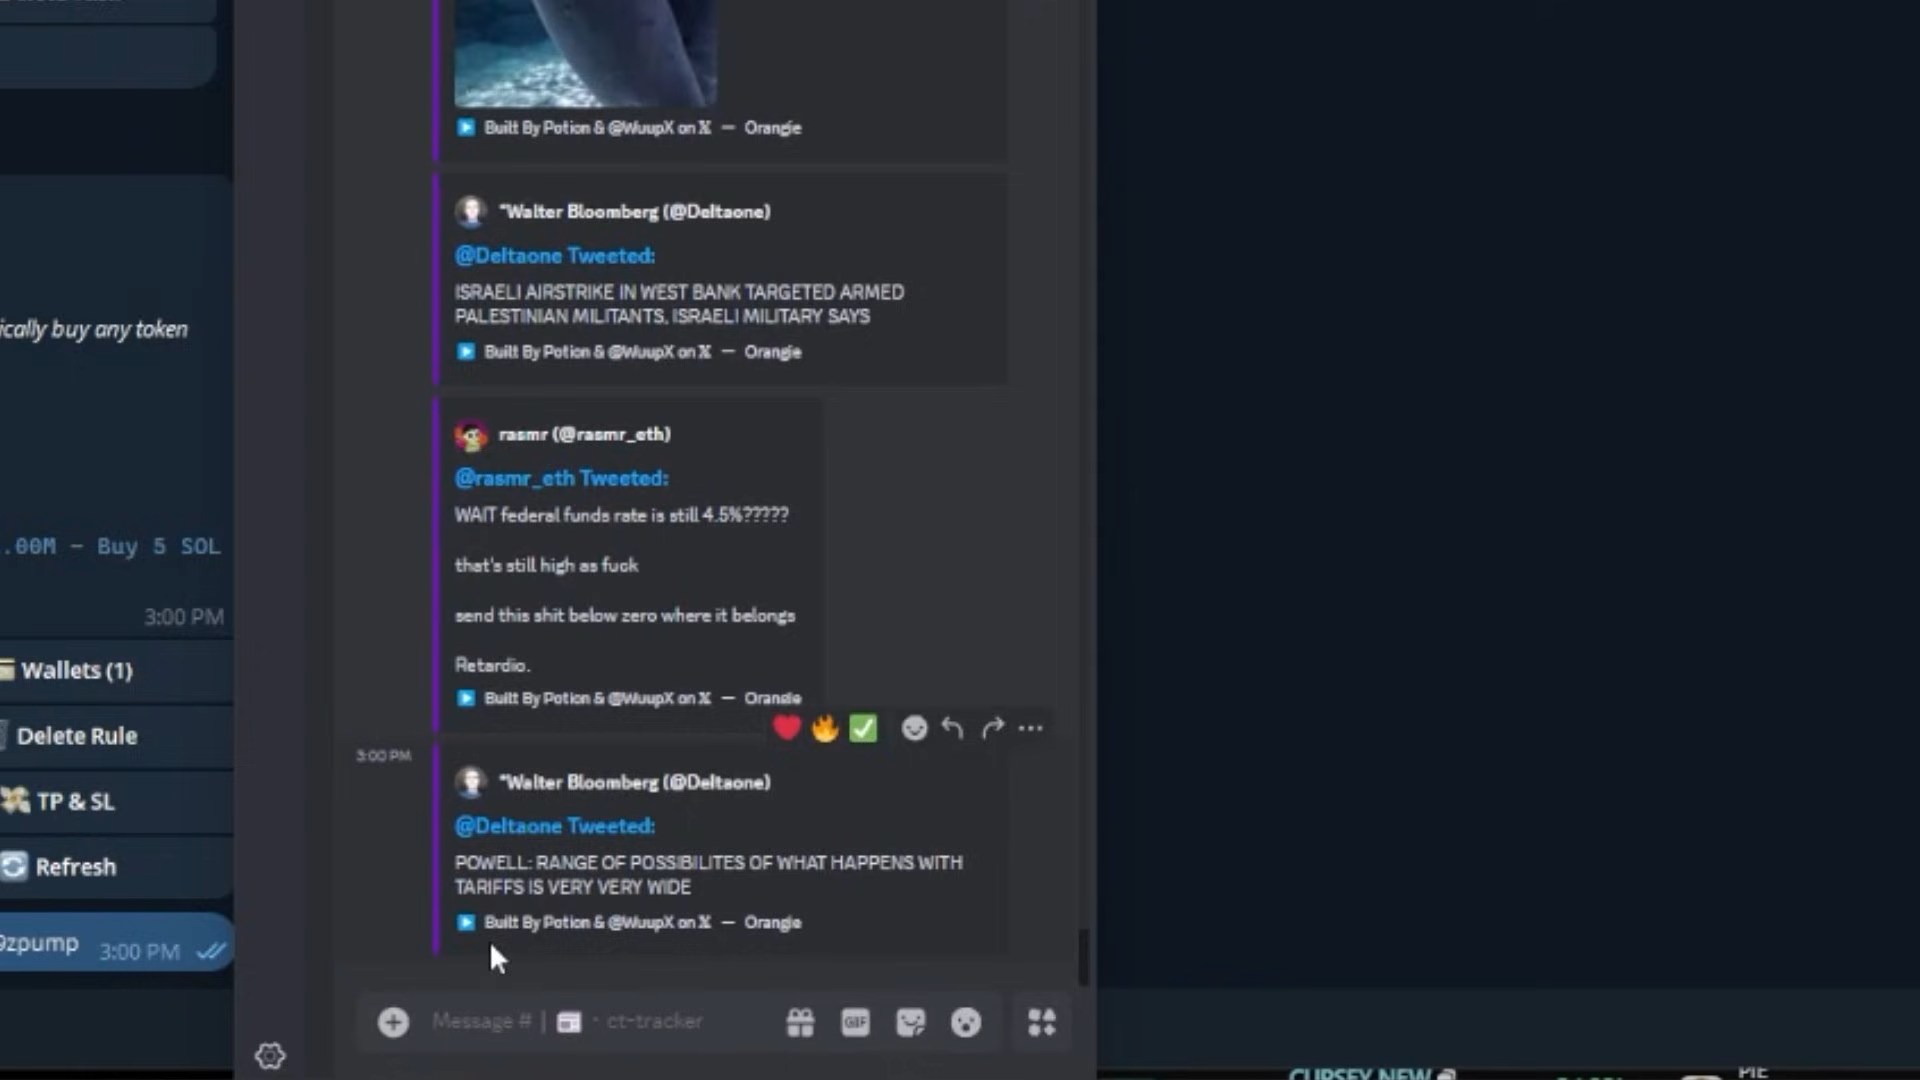 Built By Potion & @WuupX on 𝕏 — Orangie
*Walter Bloomberg (@Deltaone)
@Deltaone Tweeted:
ISRAELI AIRSTRIKE IN WEST BANK TARGETED ARMED
PALESTINIAN MILITANTS, ISRAELI MILITARY SAYS
Built By Potion & @WuupX on 𝕏 — Orangie
ically buy any token
rasmr (@rasmr_eth)
@rasmr_eth Tweeted:
WAIT federal funds rate is still 4.5%?????
that's still high as fuck
send this shit below zero where it belongs
Retardio.
Built By Potion & @WuupX on 𝕏 — Orangie
.00M – Buy 5 SOL
3:00 PM
Wallets (1)
Delete Rule
TP & SL
Refresh
9zpump 3:00 PM
3:00 PM
*Walter Bloomberg (@Deltaone)
@Deltaone Tweeted:
POWELL: RANGE OF POSSIBILITES OF WHAT HAPPENS WITH
TARIFFS IS VERY VERY WIDE
Built By Potion & @WuupX on 𝕏 — Orangie
Message # | · ct-tracker
GIF
CURSEY NEW
PIE